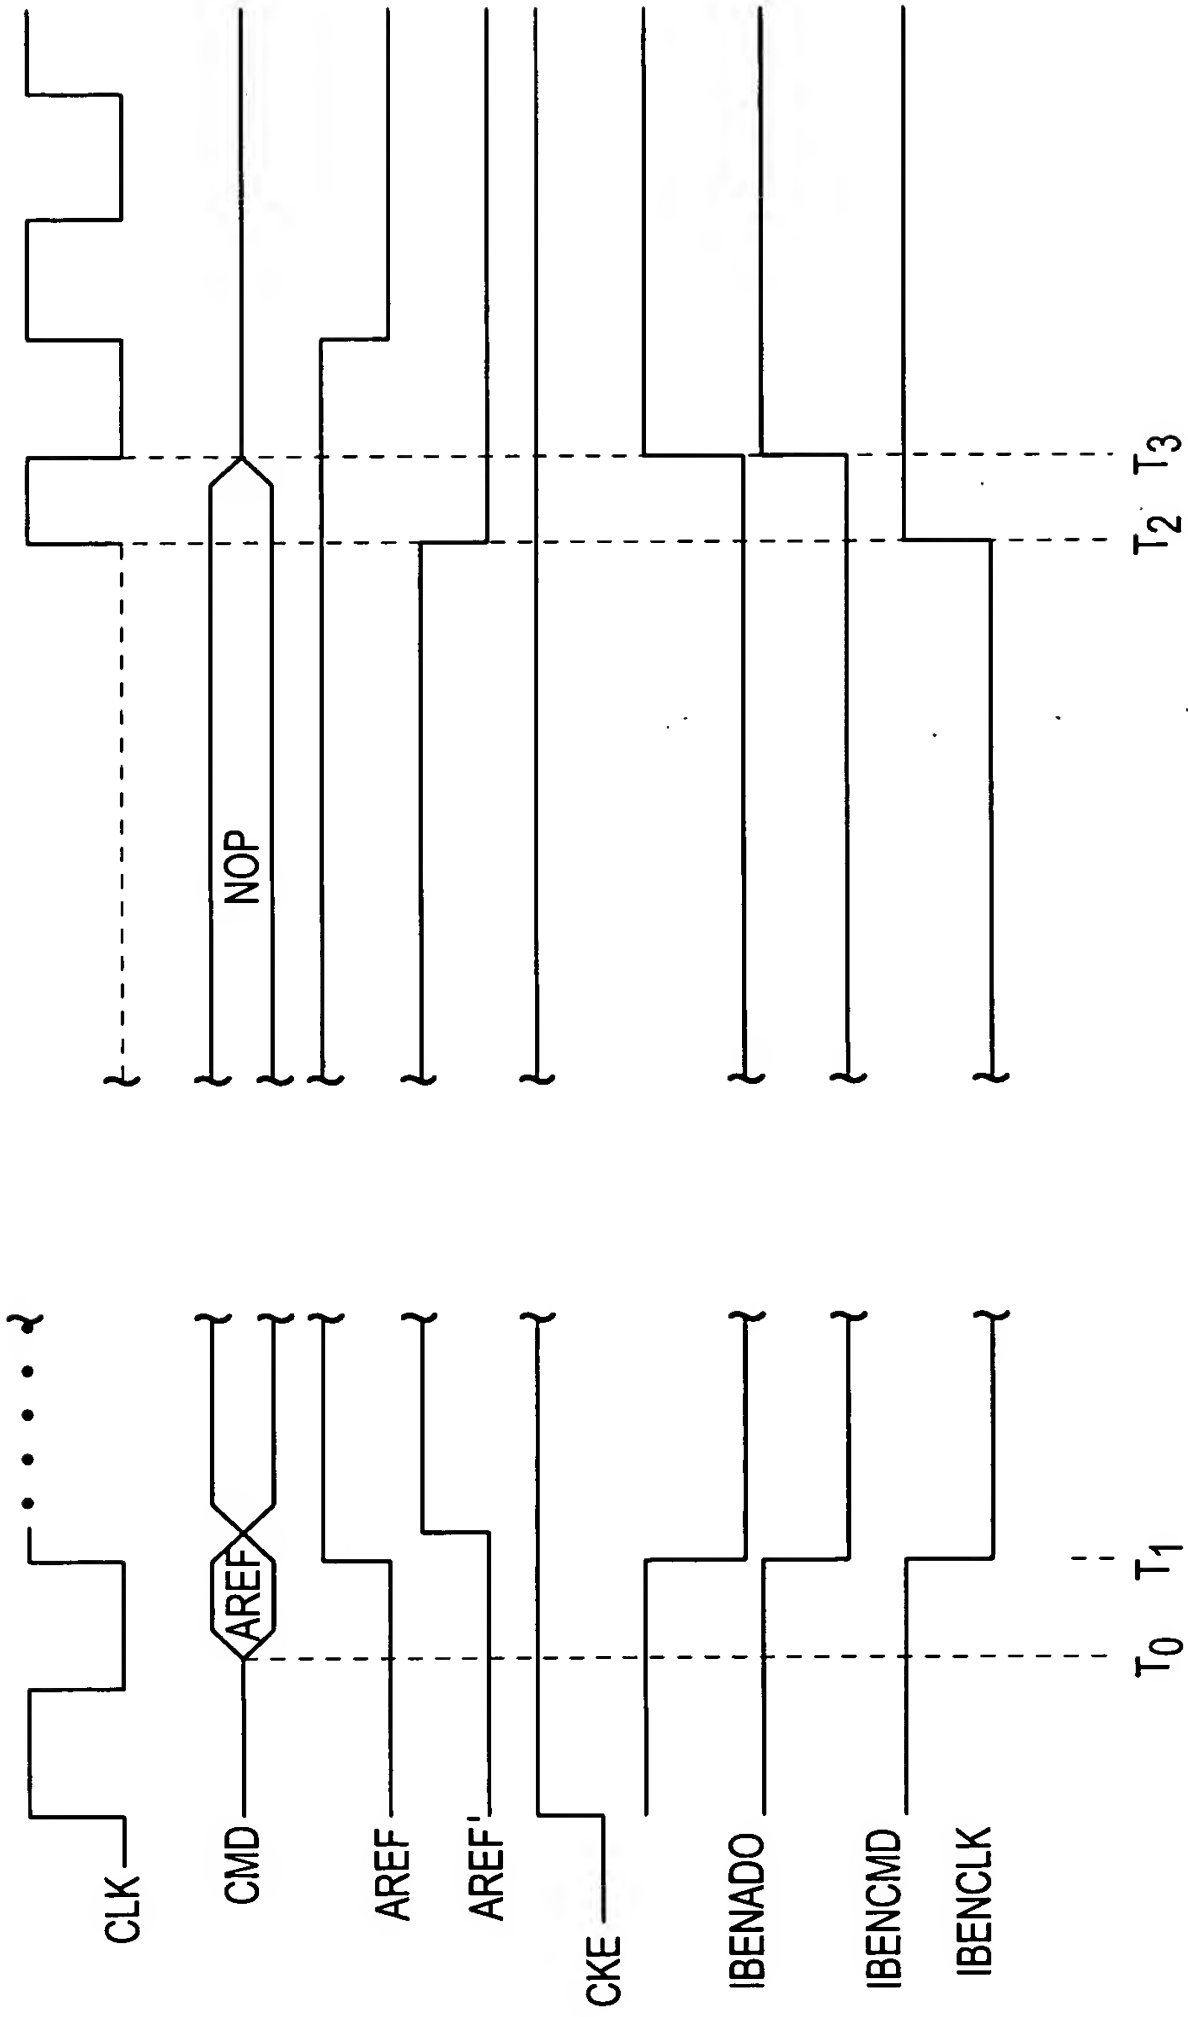 CLK
CMD
AREF
NOP
AREF
AREF'
CKE
IBENADO
IBENCMD
IBENCLK
T0
T1
T2
T3